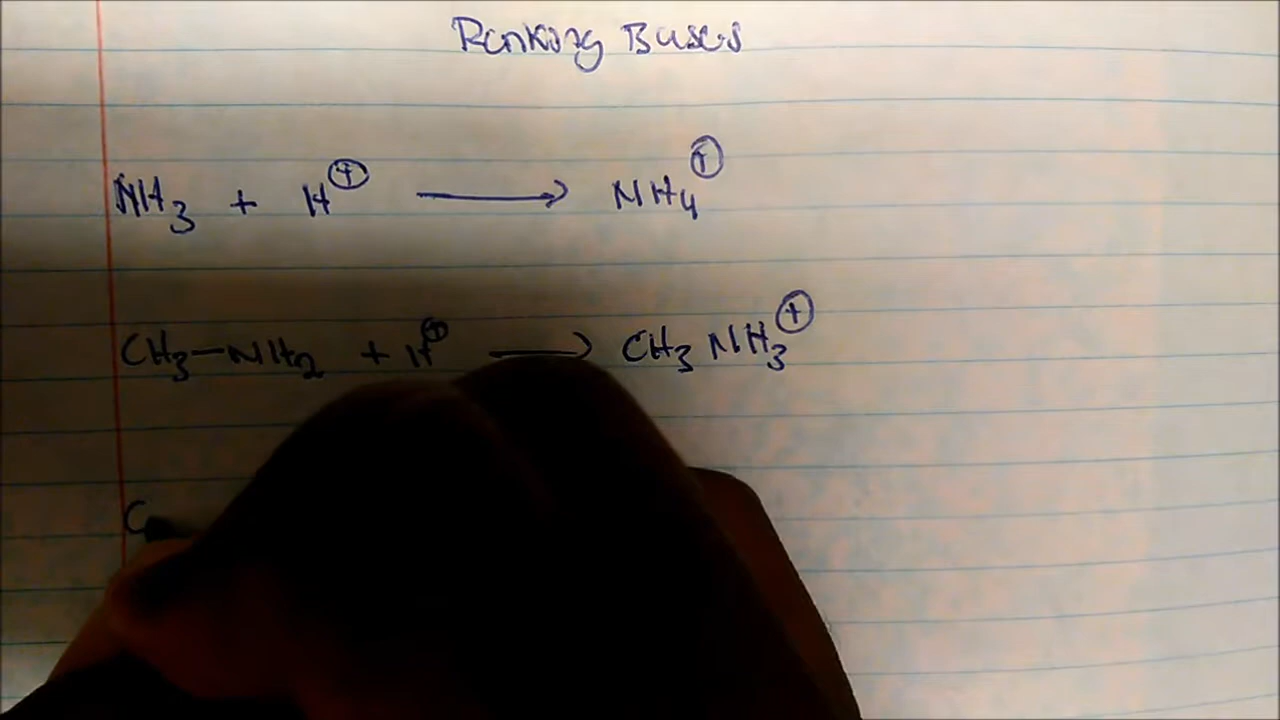 Ranking Bases
NH₃ + H⊕ ⟶ NH₄⊕
CH₃—NH₂ + H⊕ ⟶ CH₃NH₃⊕
C